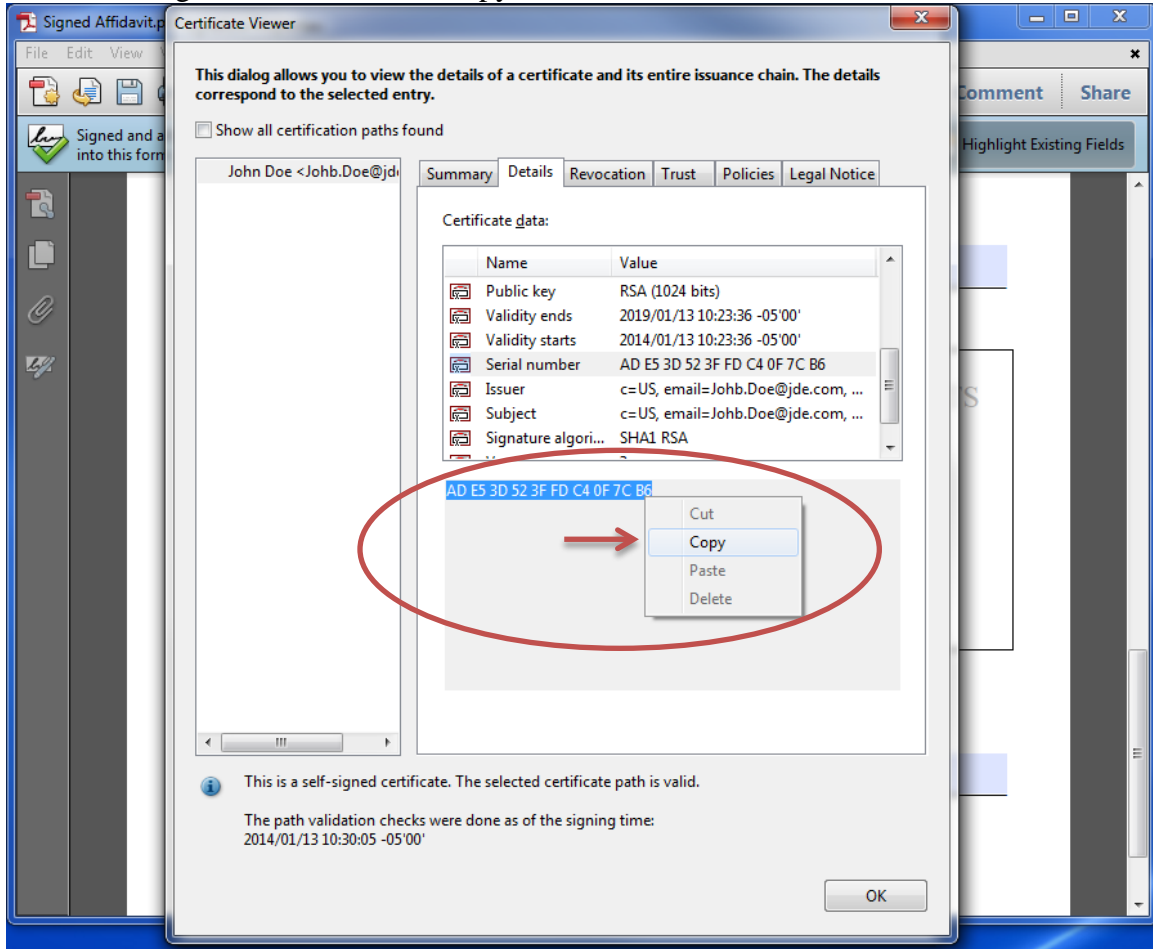 Signed Affidavit.p
Certificate Viewer
File Edit View
This dialog allows you to view the details of a certificate and its entire issuance chain. The details
correspond to the selected entry.
Comment Share
Show all certification paths found
Signed and a
into this form
Highlight Existing Fields
John Doe <Johb.Doe@jd
Summary Details Revocation Trust Policies Legal Notice
Certificate data:
Name Value
Public key RSA (1024 bits)
Validity ends 2019/01/13 10:23:36 -05'00'
Validity starts 2014/01/13 10:23:36 -05'00'
Serial number AD E5 3D 52 3F FD C4 0F 7C B6
Issuer c=US, email=Johb.Doe@jde.com, ...
Subject c=US, email=Johb.Doe@jde.com, ...
Signature algori... SHA1 RSA
AD E5 3D 52 3F FD C4 0F 7C B6
Cut
Copy
Paste
Delete
This is a self-signed certificate. The selected certificate path is valid.
The path validation checks were done as of the signing time:
2014/01/13 10:30:05 -05'00'
OK